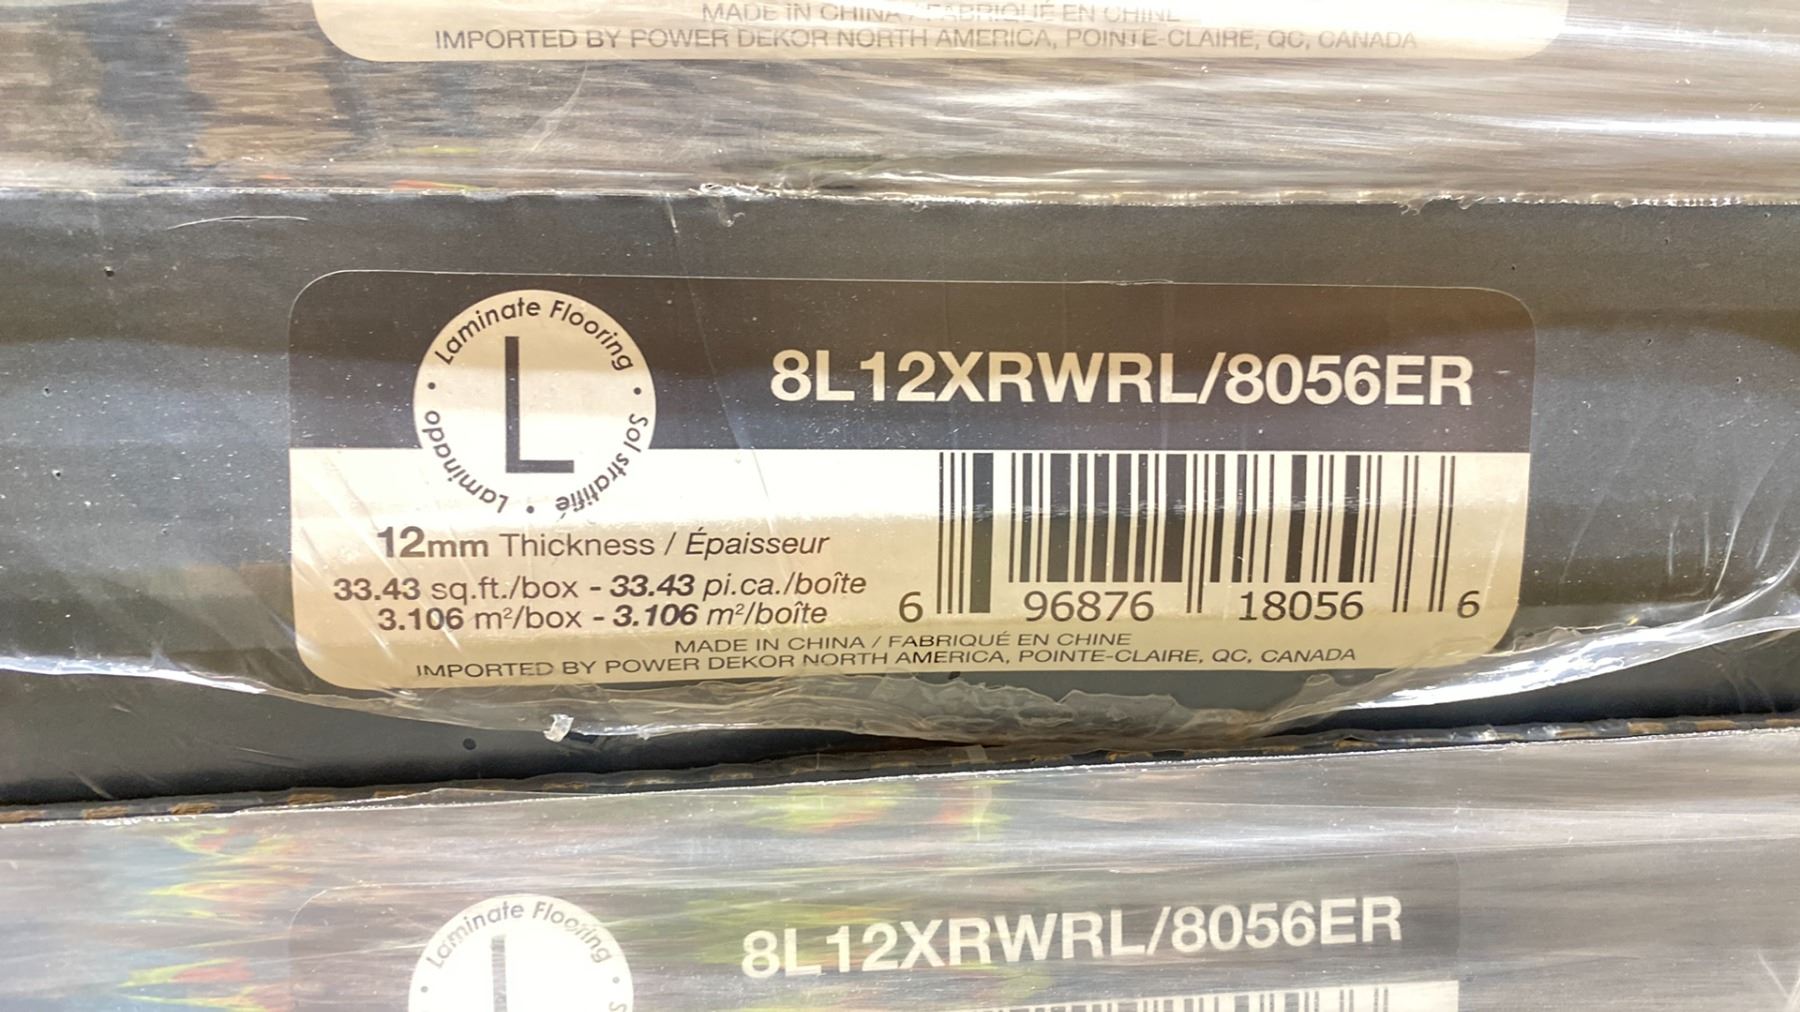 MADE IN CHINA / FABRIQUÉ EN CHINE
IMPORTED BY POWER DEKOR NORTH AMERICA, POINTE-CLAIRE, QC, CANADA
Laminate Flooring • Sol stratifié • Laminado •
L
8L12XRWRL/8056ER
12mm Thickness / Épaisseur
33.43 sq.ft./box - 33.43 pi.ca./boîte
3.106 m²/box - 3.106 m²/boîte
6 96876 18056 6
MADE IN CHINA / FABRIQUÉ EN CHINE
IMPORTED BY POWER DEKOR NORTH AMERICA, POINTE-CLAIRE, QC, CANADA
Laminate Flooring • S
L
8L12XRWRL/8056ER